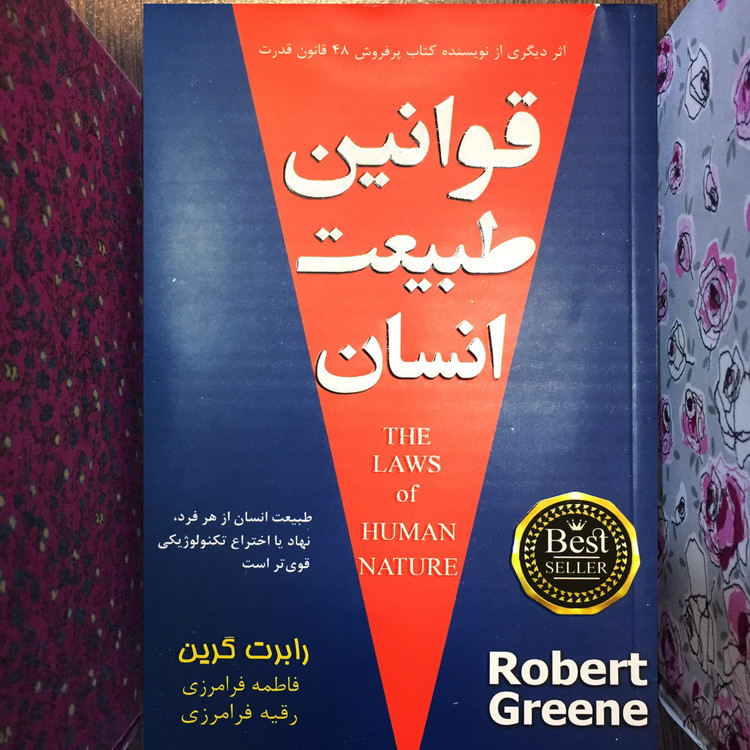 اثر دیگری از نویسنده کتاب پرفروش ۴۸ قانون قدرت
قوانین
طبیعت
انسان
THE
LAWS
of
HUMAN
NATURE
طبیعت انسان از هر فرد،
نهاد یا اختراع تکنولوژیکی
قوی‌تر است
Best
SELLER
رابرت گرین
فاطمه فرامرزی
رقیه فرامرزی
Robert
Greene